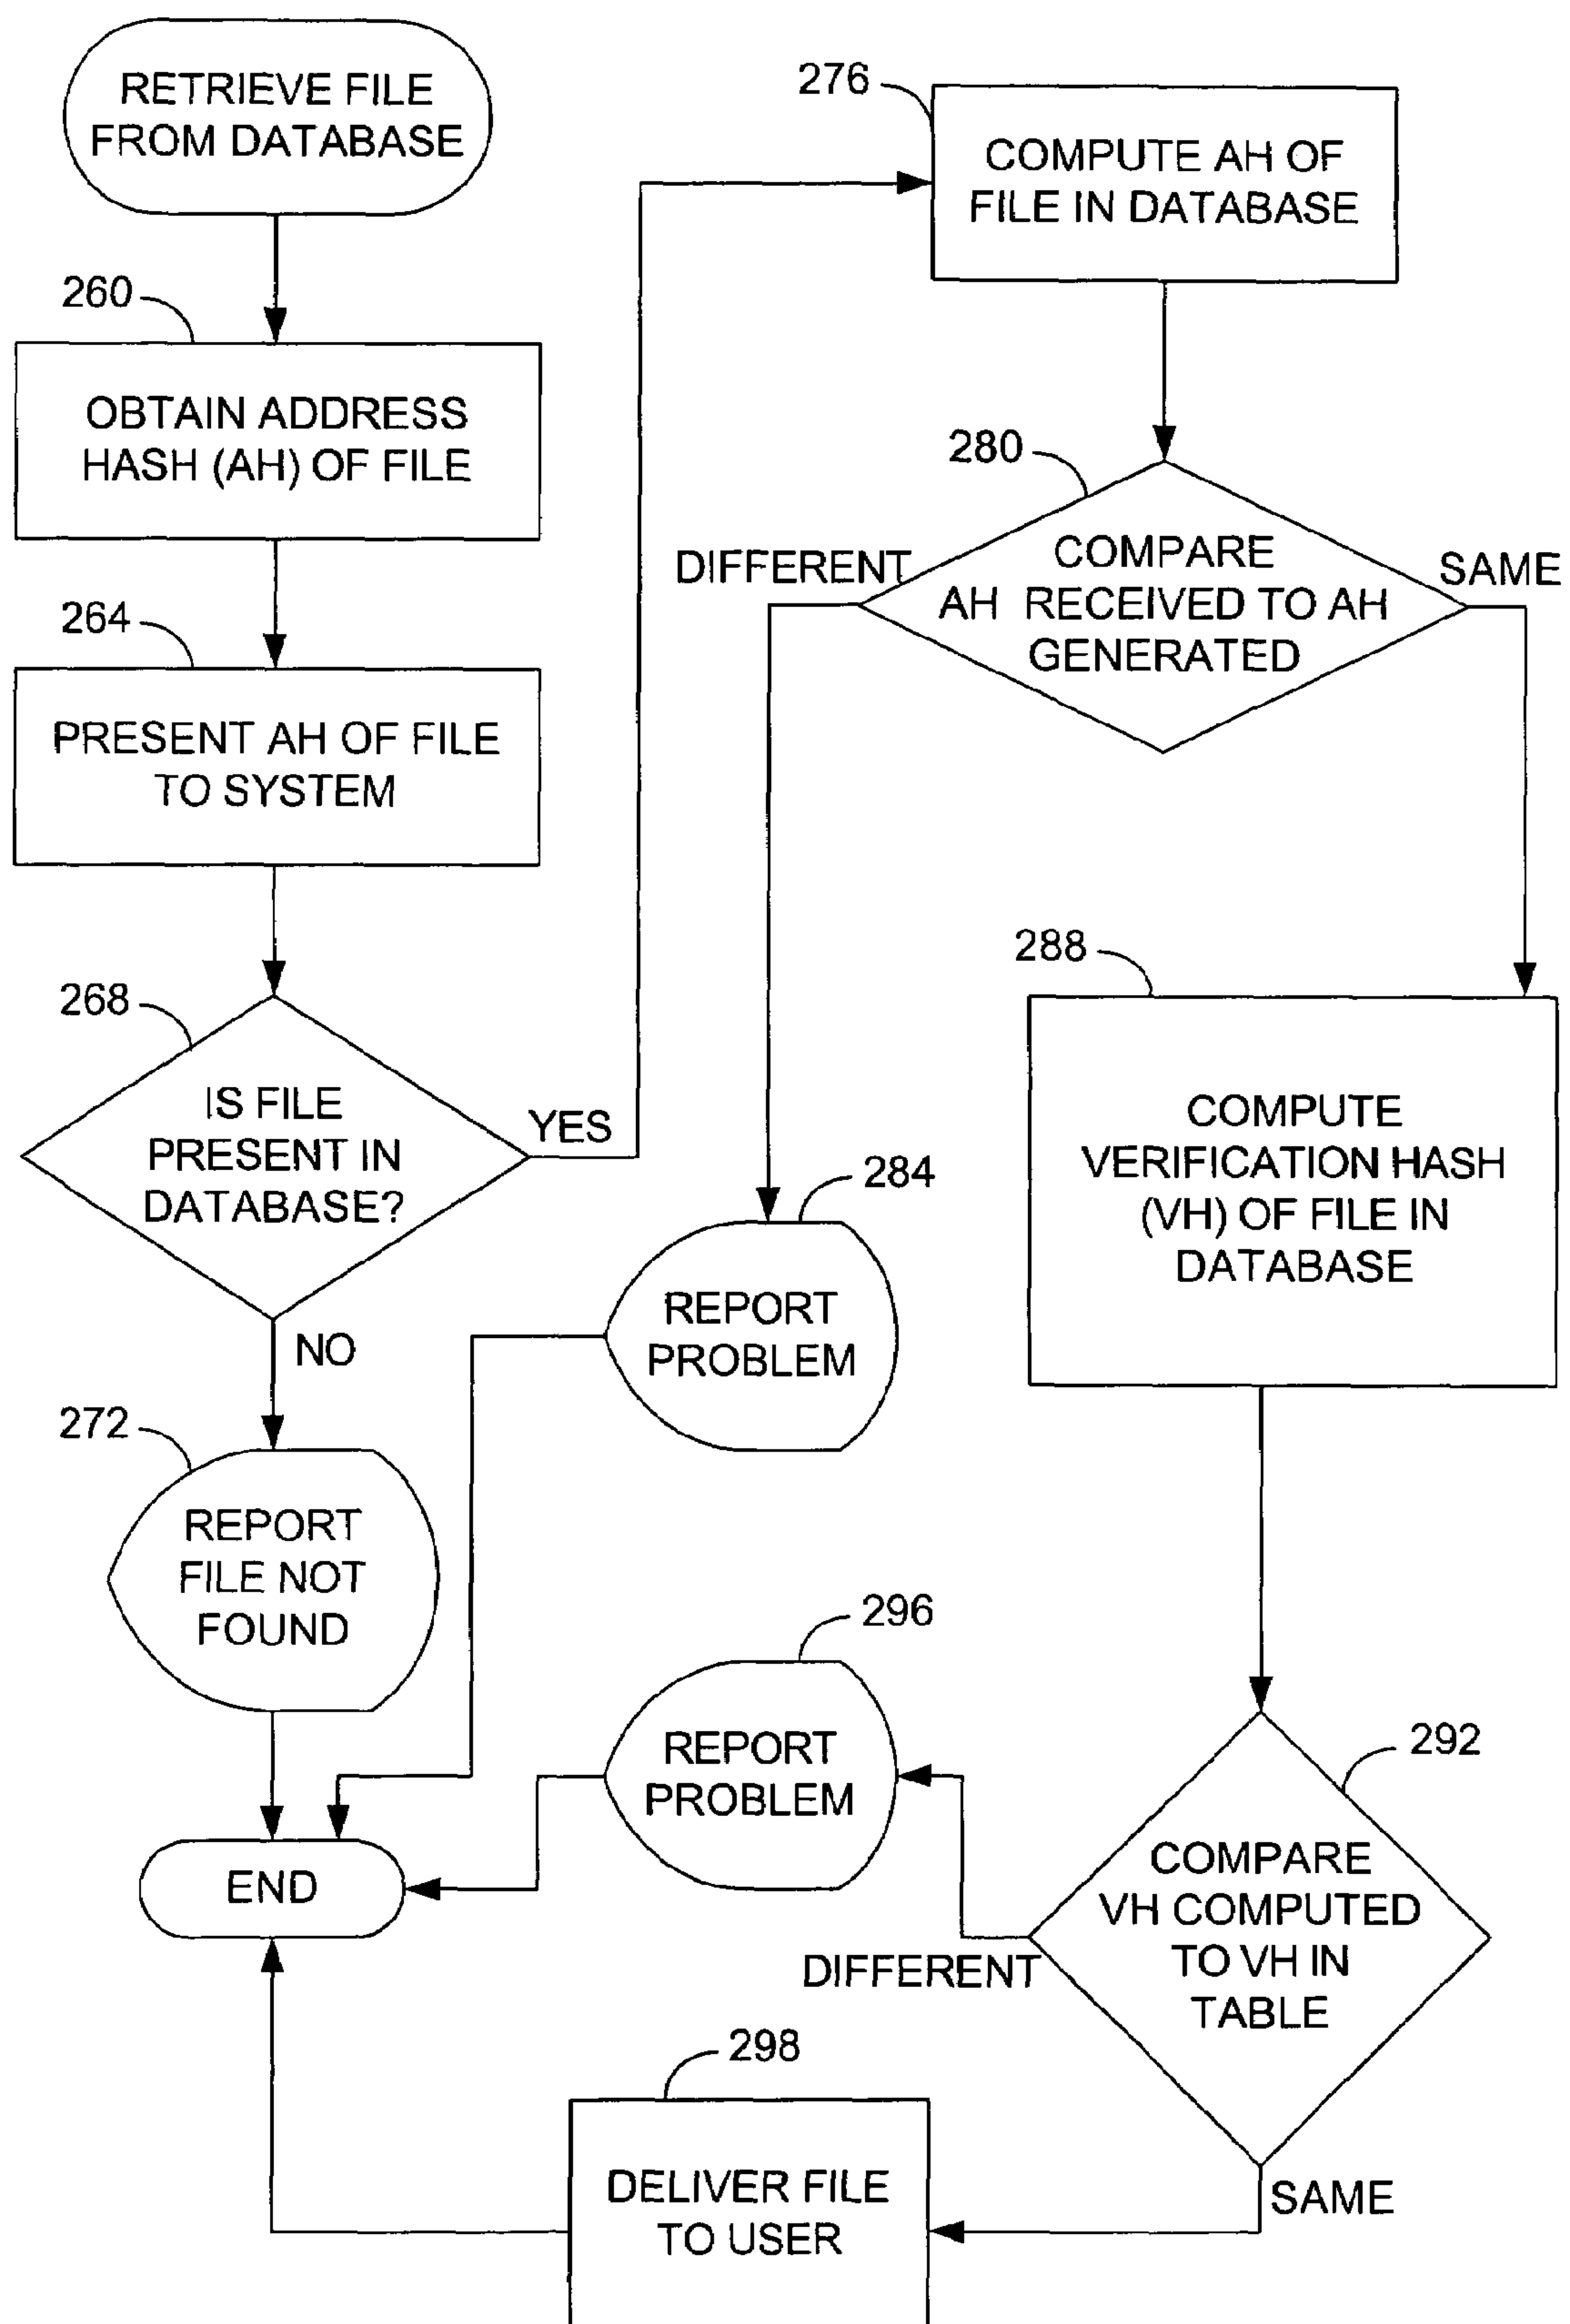 RETRIEVE FILE
FROM DATABASE
260
OBTAIN ADDRESS
HASH (AH) OF FILE
264
PRESENT AH OF FILE
TO SYSTEM
268
IS FILE
PRESENT IN
DATABASE?
YES
NO
272
REPORT
FILE NOT
FOUND
END
276
COMPUTE AH OF
FILE IN DATABASE
280
COMPARE
AH RECEIVED TO AH
GENERATED
DIFFERENT
SAME
284
REPORT
PROBLEM
288
COMPUTE
VERIFICATION HASH
(VH) OF FILE IN
DATABASE
292
COMPARE
VH COMPUTED
TO VH IN
TABLE
DIFFERENT
SAME
296
REPORT
PROBLEM
298
DELIVER FILE
TO USER